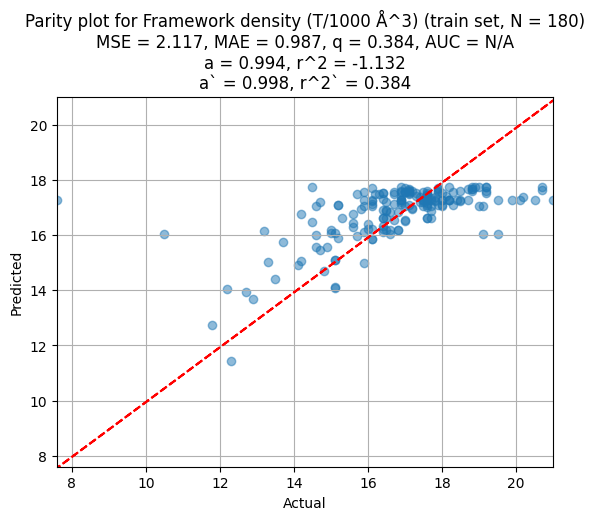 Parity plot for Framework density (T/1000 Å^3) (train set, N = 180)
MSE = 2.117, MAE = 0.987, q = 0.384, AUC = N/A
a = 0.994, r^2 = -1.132
a` = 0.998, r^2` = 0.384
20
18
16
14
12
10
8
Predicted
8 10 12 14 16 18 20
Actual